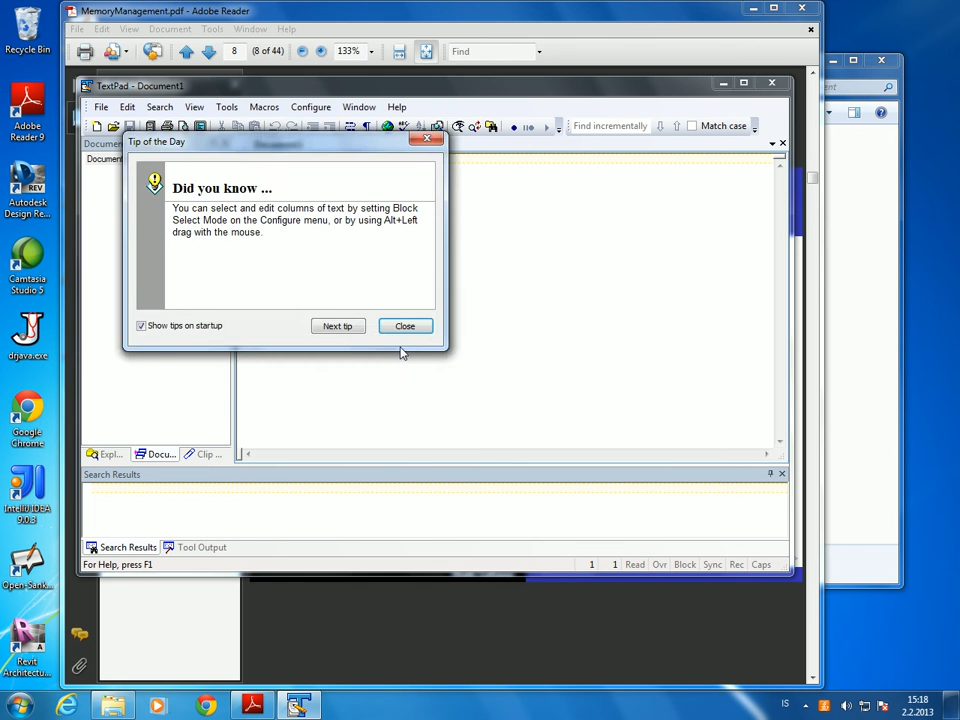 MemoryManagement.pdf - Adobe Reader
File Edit View Document Tools Window Help
8 (8 of 44) 133% Find
TextPad - Document1
File Edit Search View Tools Macros Configure Window Help
Find incrementally Match case
Tip of the Day
Did you know ...
You can select and edit columns of text by setting Block
Select Mode on the Configure menu, or by using Alt+Left
drag with the mouse.
Show tips on startup
Next tip
Close
Expl...
Docu...
Clip ...
Search Results
Search Results
Tool Output
For Help, press F1
1 1 Read Ovr Block Sync Rec Caps
Recycle Bin
Adobe
Reader 9
Autodesk
Design Re...
Camtasia
Studio 5
drjava.exe
Google
Chrome
IntelliJ IDEA
9.0.3
Open-Sank...
Revit
Architectu...
IS
15:18
2.2.2013